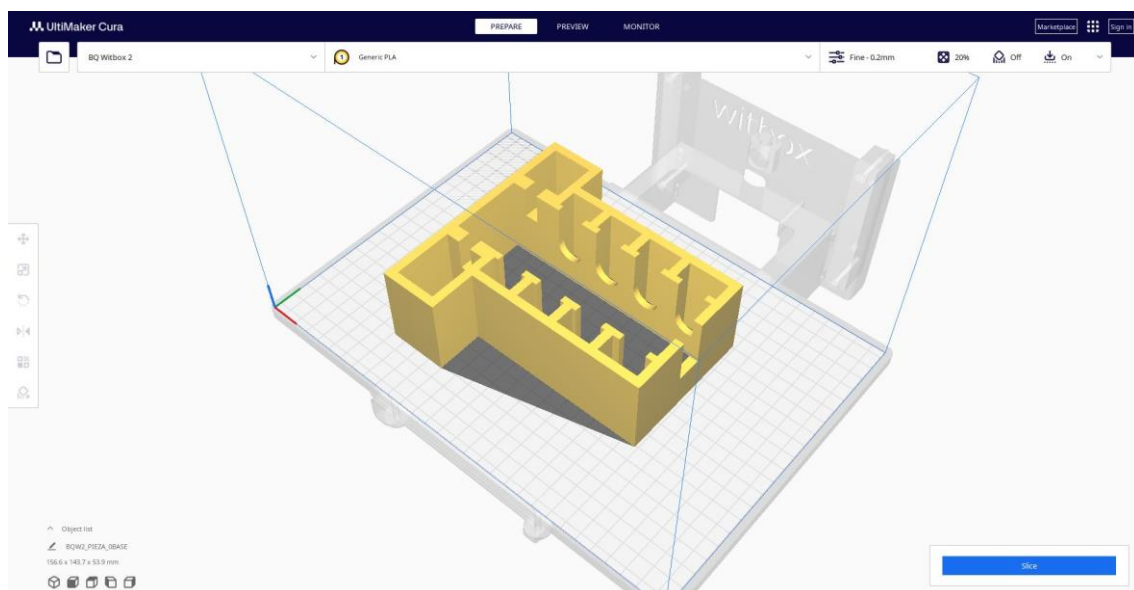 UltiMaker Cura
PREPARE PREVIEW MONITOR
Marketplace
Sign in
BQ Witbox 2
1
Generic PLA
Fine - 0.2mm
20%
Off
On
witbox
Object list
BQW2_PIEZA_0BASE
156.6 x 143.7 x 53.9 mm
Slice